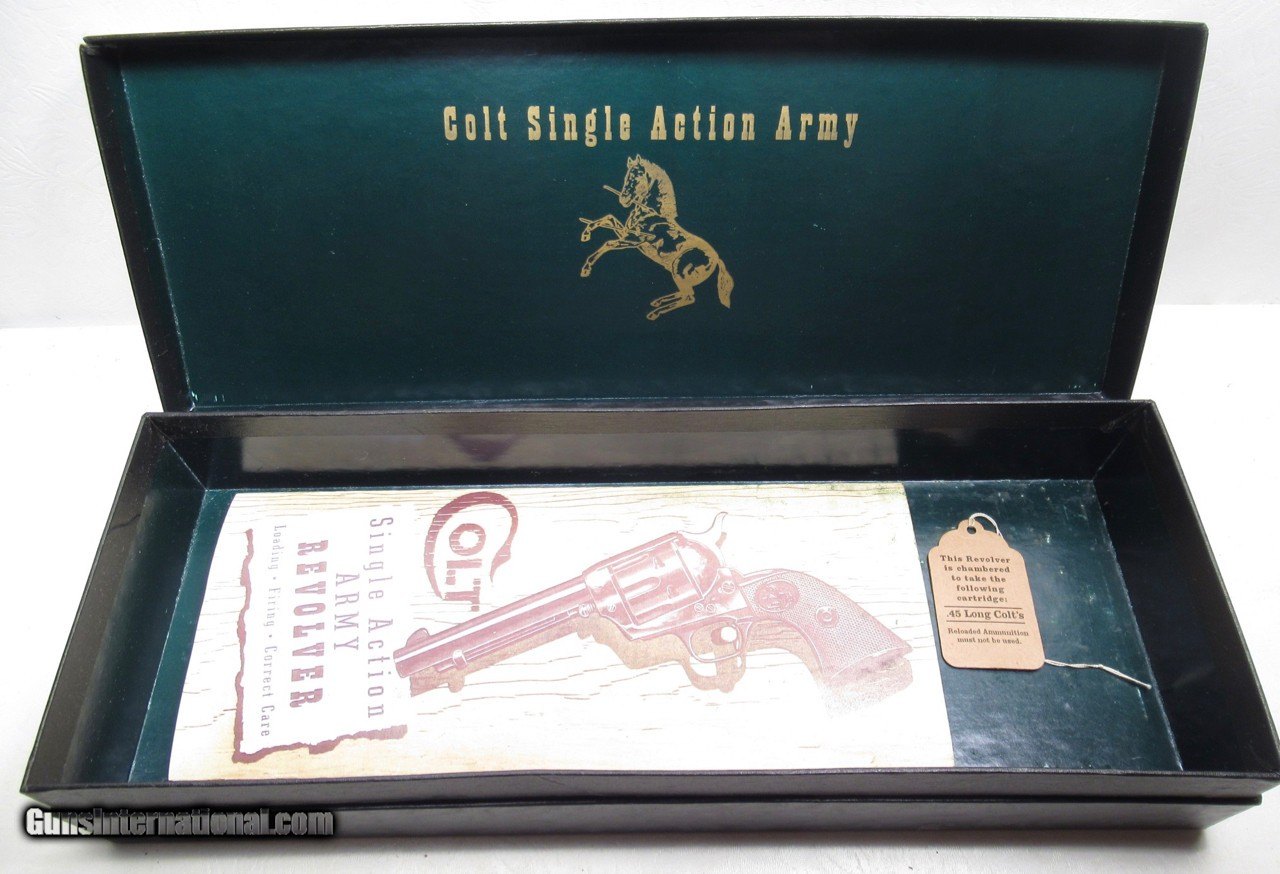 Colt Single Action Army
COLT
Single Action
ARMY
REVOLVER
Loading · Firing · Correct Care
This Revolver
is chambered
to take the
following
cartridge:
.45 Long Colt's
Reloaded Ammunition
must not be used.
GunsInternational.com